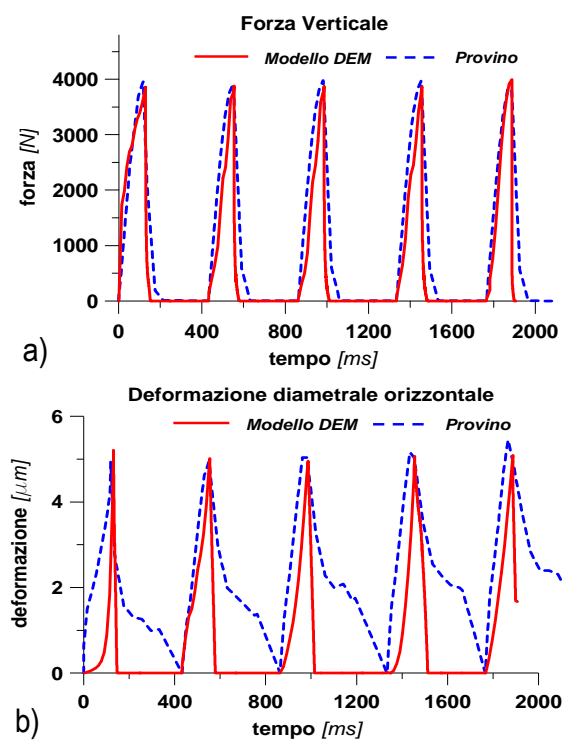 Forza Verticale
Modello DEM
Provino
forza [N]
4000
3000
2000
1000
0
0 400 800 1200 1600 2000
tempo [ms]
a)
Deformazione diametrale orizzontale
Modello DEM
Provino
deformazione [μm]
6
4
2
0
0 400 800 1200 1600 2000
tempo [ms]
b)